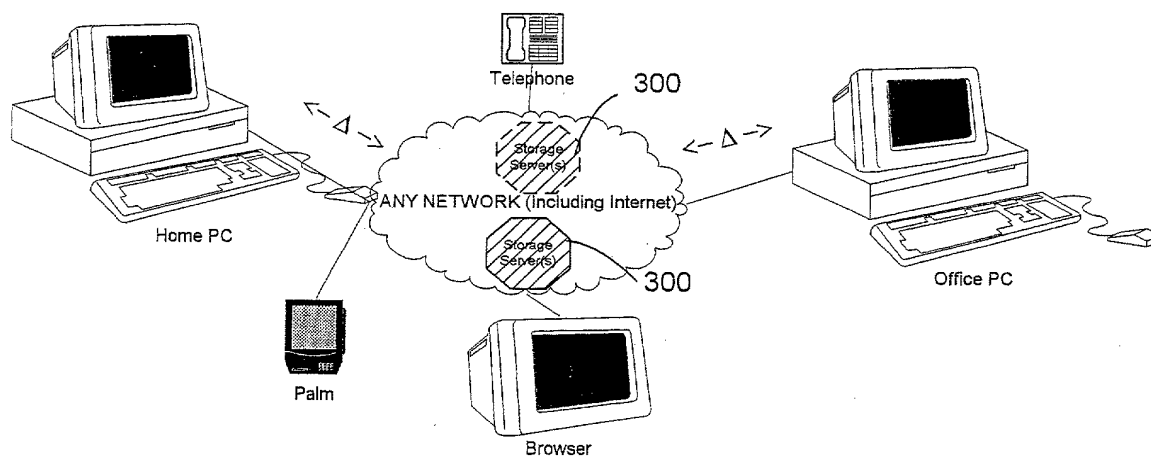 Telephone
300
<-- Δ -->
<-- Δ -->
Storage
Server(s)
ANY NETWORK (including Internet)
Home PC
Storage
Server(s)
300
Office PC
Palm
Browser